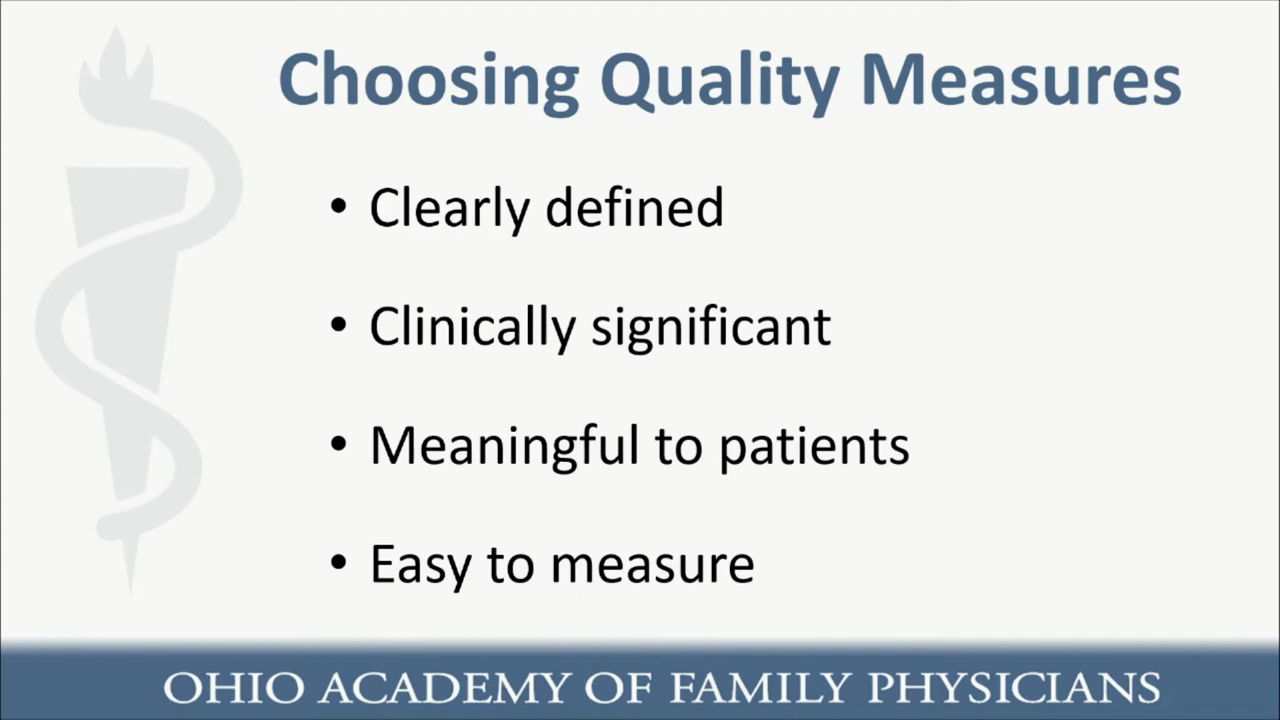 Choosing Quality Measures
• Clearly defined
• Clinically significant
• Meaningful to patients
• Easy to measure
OHIO ACADEMY OF FAMILY PHYSICIANS